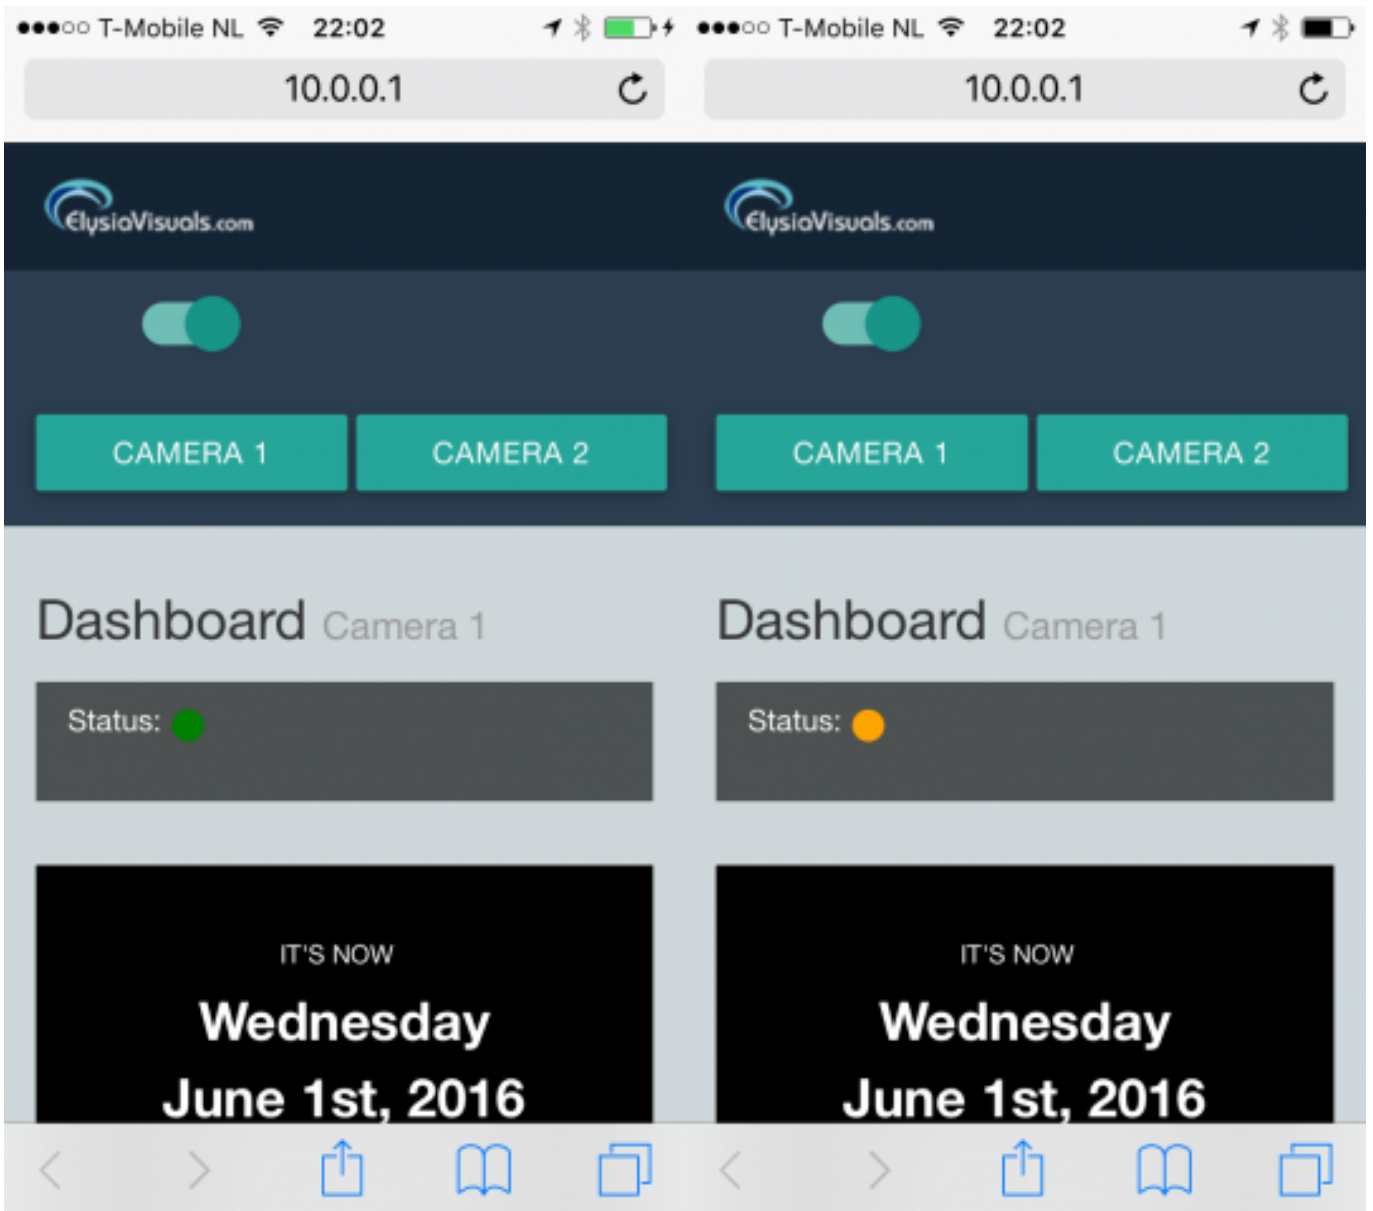 T-Mobile NL 22:02
10.0.0.1
ElysiaVisuals.com
CAMERA 1 CAMERA 2
Dashboard Camera 1
Status:
IT'S NOW
Wednesday
June 1st, 2016
T-Mobile NL 22:02
10.0.0.1
ElysiaVisuals.com
CAMERA 1 CAMERA 2
Dashboard Camera 1
Status:
IT'S NOW
Wednesday
June 1st, 2016